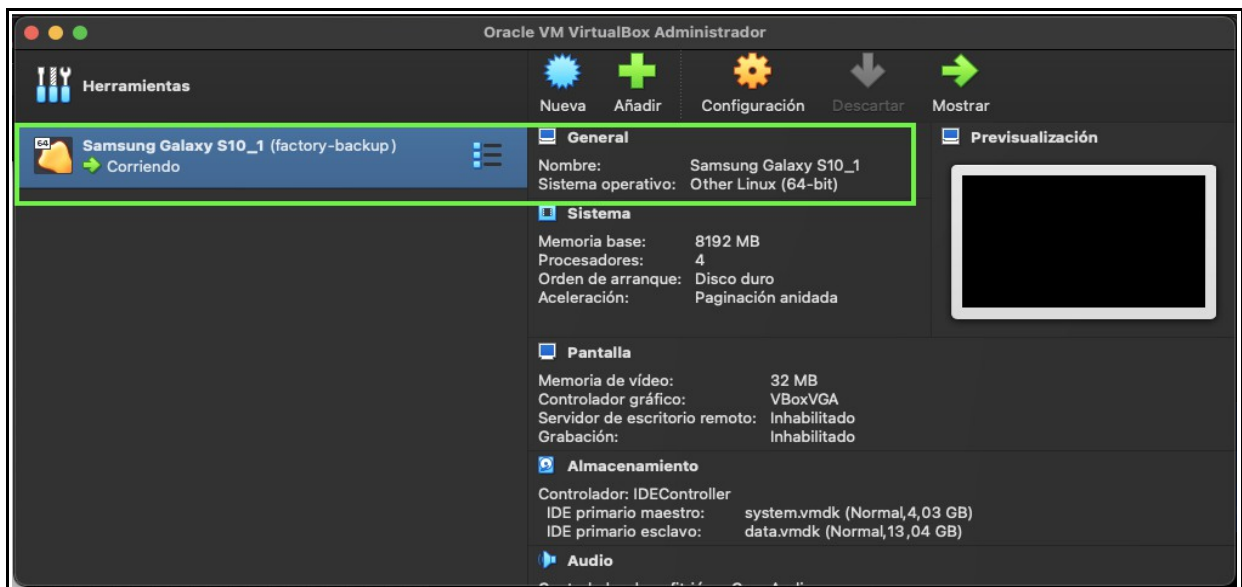 Oracle VM VirtualBox Administrador
Herramientas
Nueva Añadir Configuración Descartar Mostrar
64
Samsung Galaxy S10_1 (factory-backup)
Corriendo
General
Nombre: Samsung Galaxy S10_1
Sistema operativo: Other Linux (64-bit)
Previsualización
Sistema
Memoria base: 8192 MB
Procesadores: 4
Orden de arranque: Disco duro
Aceleración: Paginación anidada
Pantalla
Memoria de vídeo: 32 MB
Controlador gráfico: VBoxVGA
Servidor de escritorio remoto: Inhabilitado
Grabación: Inhabilitado
Almacenamiento
Controlador: IDEController
IDE primario maestro: system.vmdk (Normal,4,03 GB)
IDE primario esclavo: data.vmdk (Normal,13,04 GB)
Audio